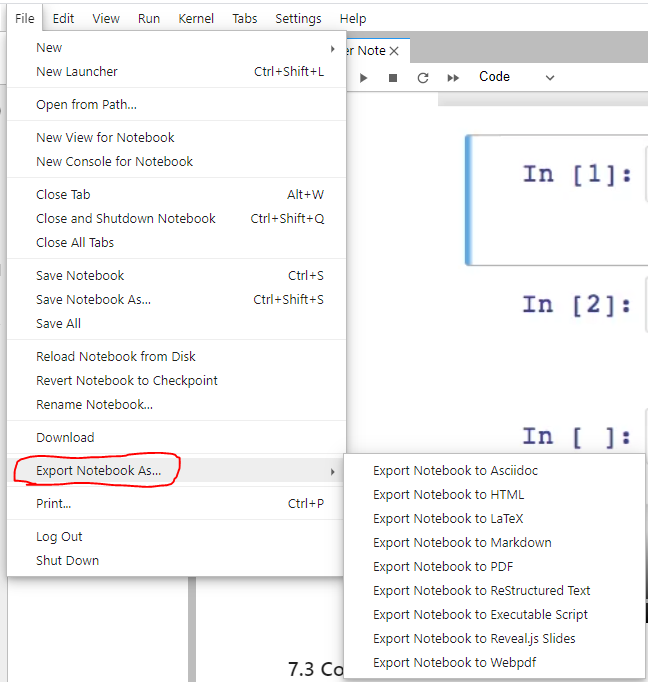 File Edit View Run Kernel Tabs Settings Help
New
er Note
New Launcher Ctrl+Shift+L
Code
Open from Path...
New View for Notebook
New Console for Notebook
In [1]:
Close Tab Alt+W
Close and Shutdown Notebook Ctrl+Shift+Q
Close All Tabs
Save Notebook Ctrl+S
Save Notebook As... Ctrl+Shift+S
Save All
In [2]:
Reload Notebook from Disk
Revert Notebook to Checkpoint
Rename Notebook...
Download
In [ ]:
Export Notebook As...
Print... Ctrl+P
Log Out
Shut Down
Export Notebook to Asciidoc
Export Notebook to HTML
Export Notebook to LaTeX
Export Notebook to Markdown
Export Notebook to PDF
Export Notebook to ReStructured Text
Export Notebook to Executable Script
Export Notebook to Reveal.js Slides
Export Notebook to Webpdf
7.3 Co